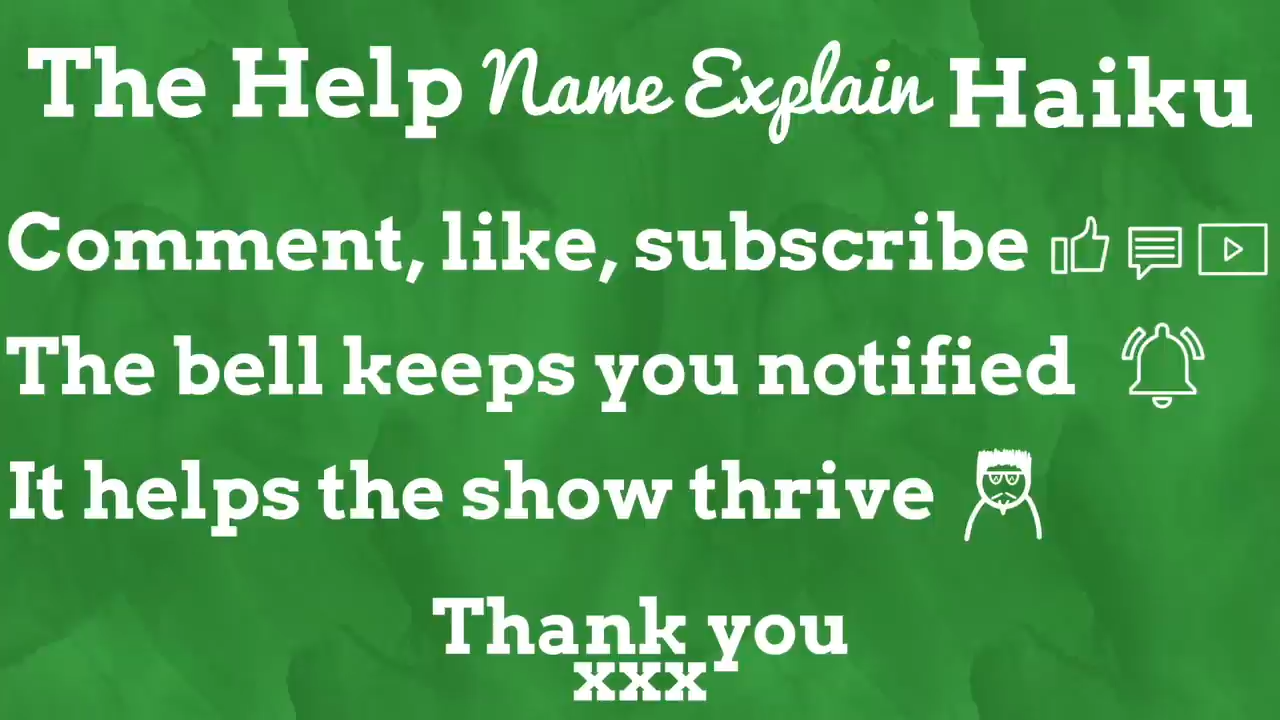 The Help Name Explain Haiku
Comment, like, subscribe
The bell keeps you notified
It helps the show thrive
Thank you
xxx